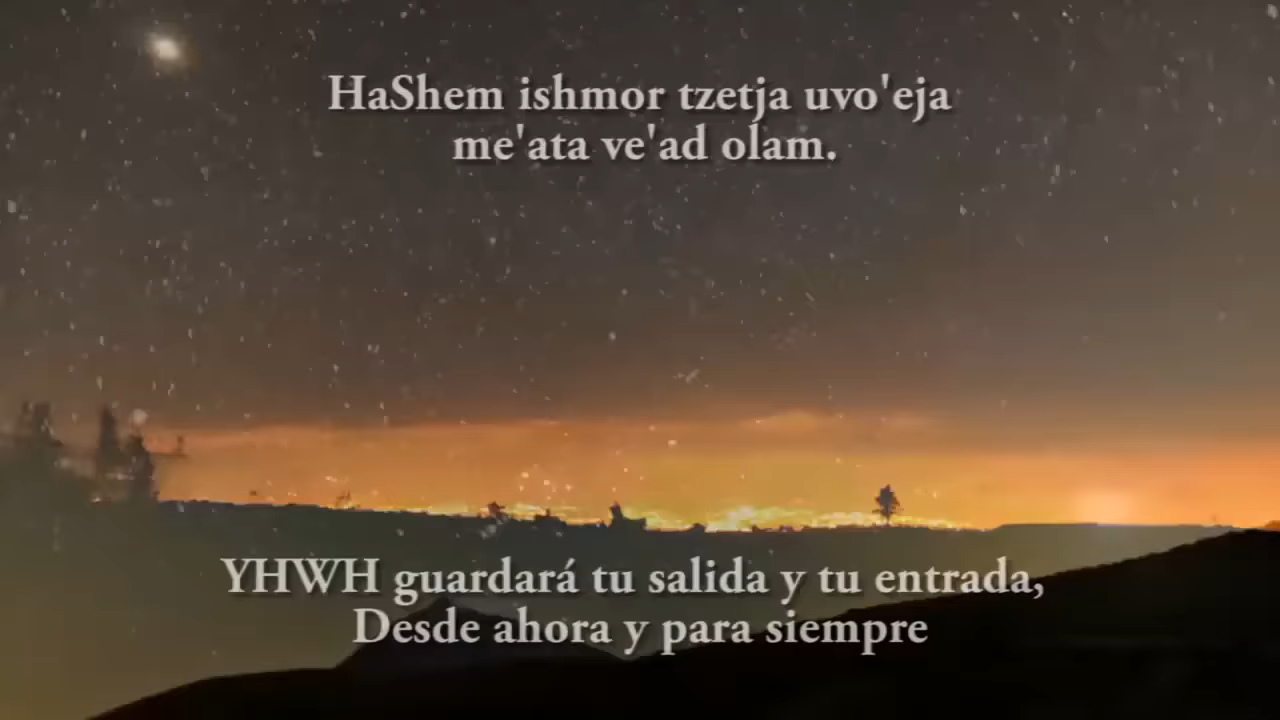 HaShem ishmor tzetja uvo'eja
me'ata ve'ad olam.
YHWH guardará tu salida y tu entrada,
Desde ahora y para siempre